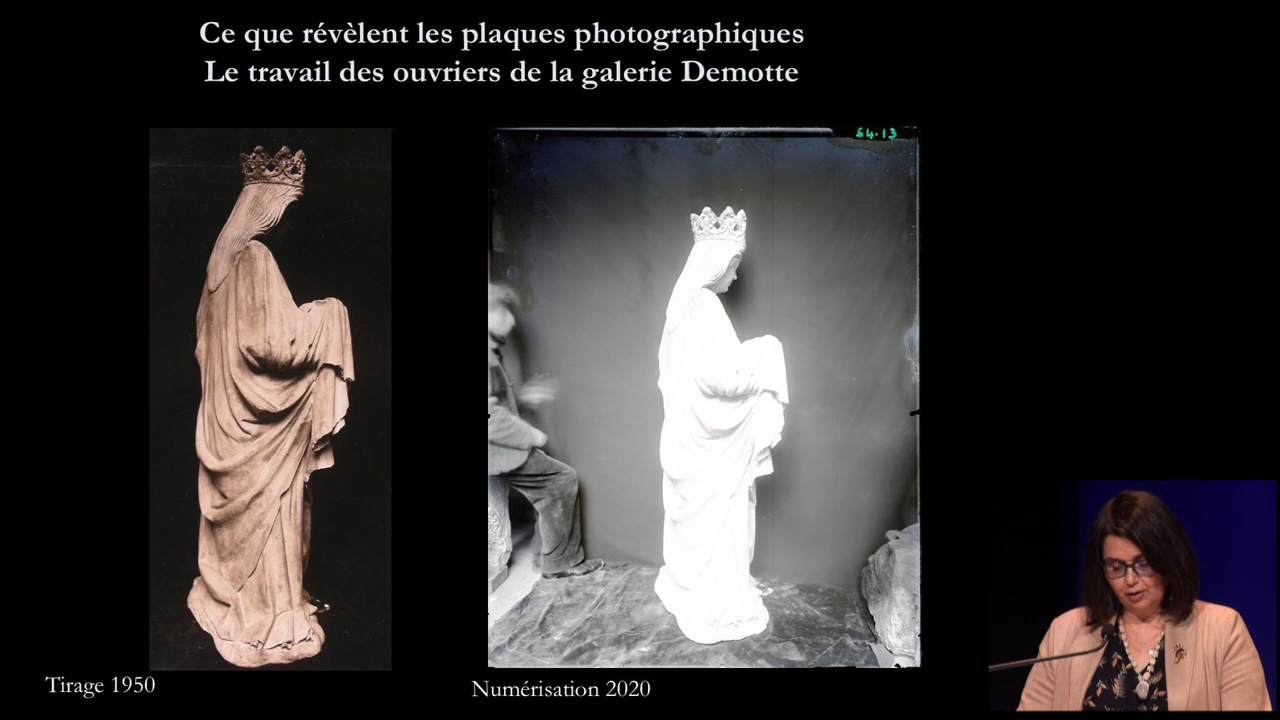 Ce que révèlent les plaques photographiques
Le travail des ouvriers de la galerie Demotte
64.13
Tirage 1950
Numérisation 2020